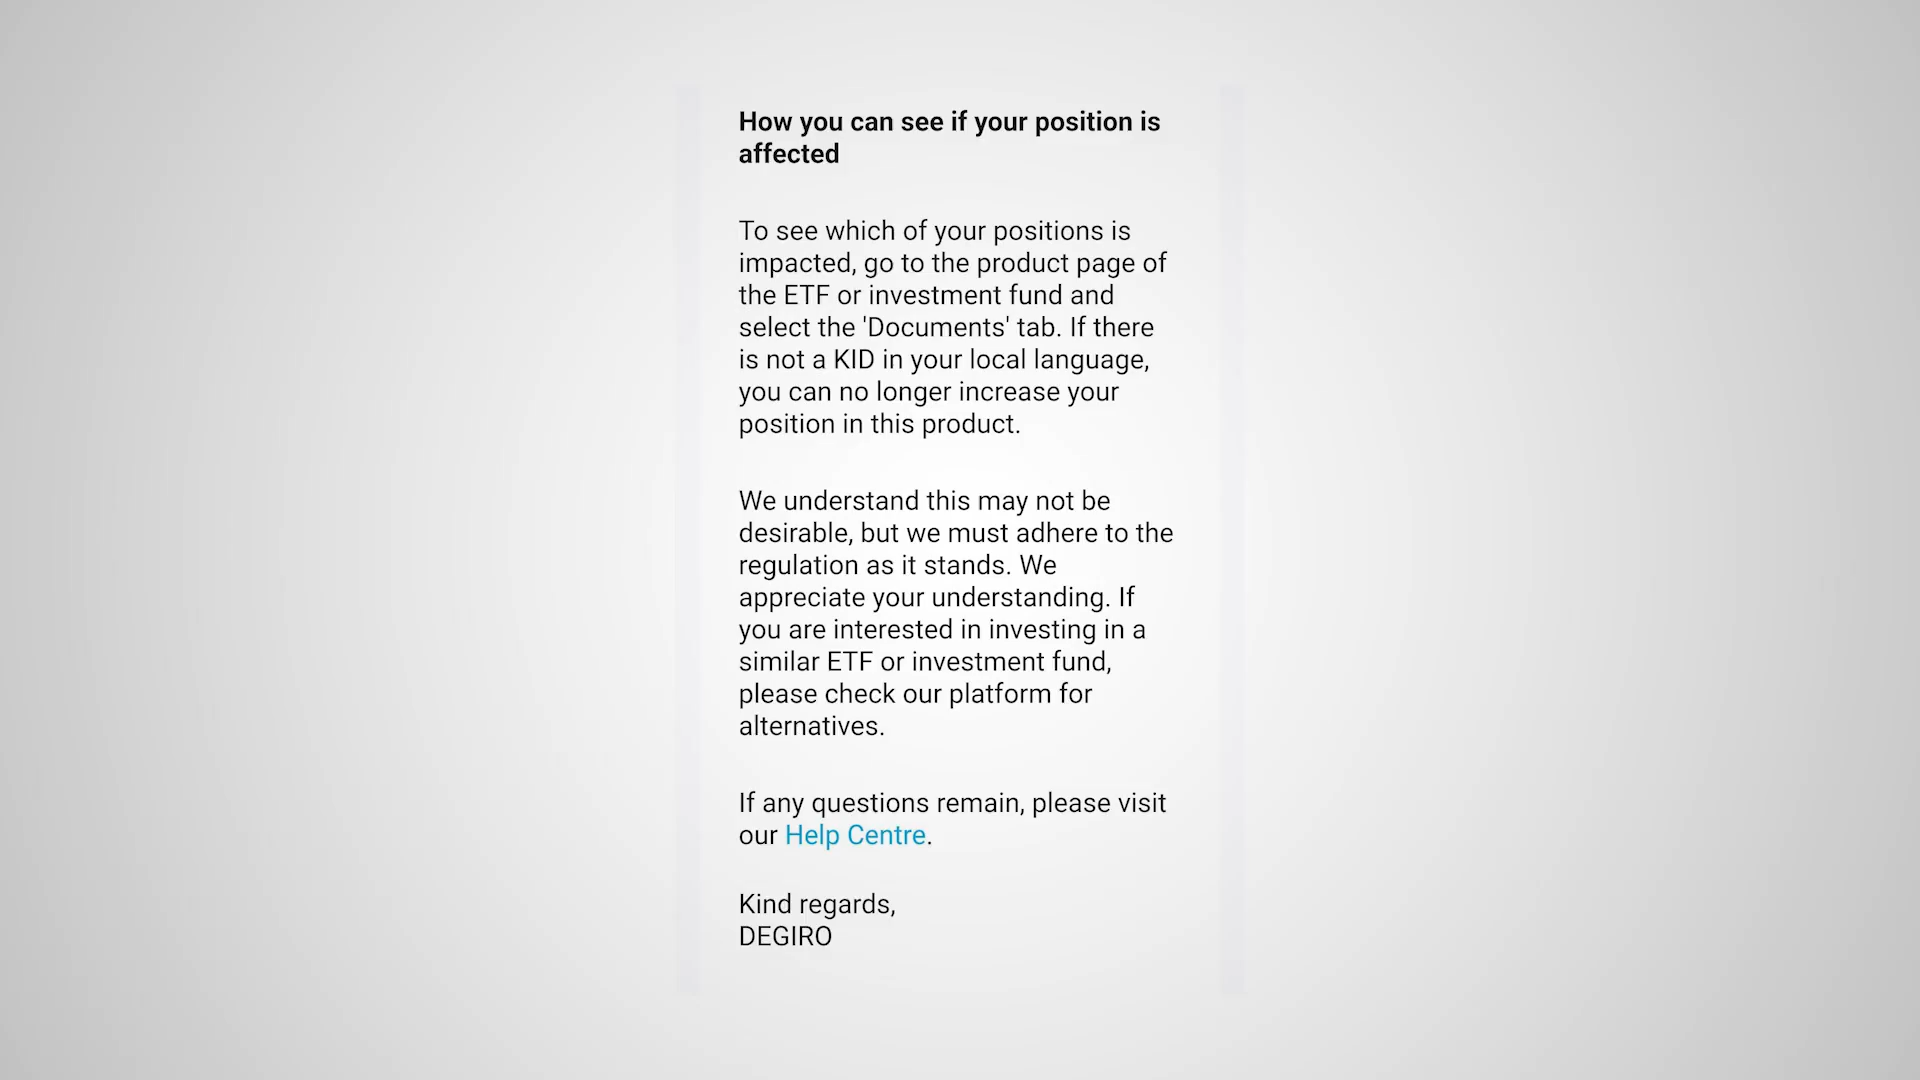 How you can see if your position is
affected
To see which of your positions is
impacted, go to the product page of
the ETF or investment fund and
select the 'Documents' tab. If there
is not a KID in your local language,
you can no longer increase your
position in this product.
We understand this may not be
desirable, but we must adhere to the
regulation as it stands. We
appreciate your understanding. If
you are interested in investing in a
similar ETF or investment fund,
please check our platform for
alternatives.
If any questions remain, please visit
our Help Centre.
Kind regards,
DEGIRO